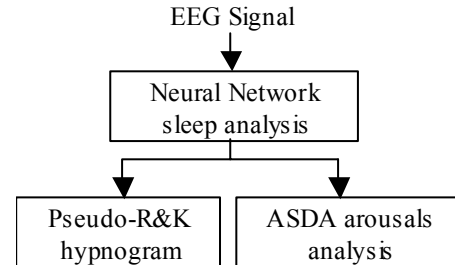 EEG Signal
Neural Network
sleep analysis
Pseudo-R&K
hypnogram
ASDA arousals
analysis